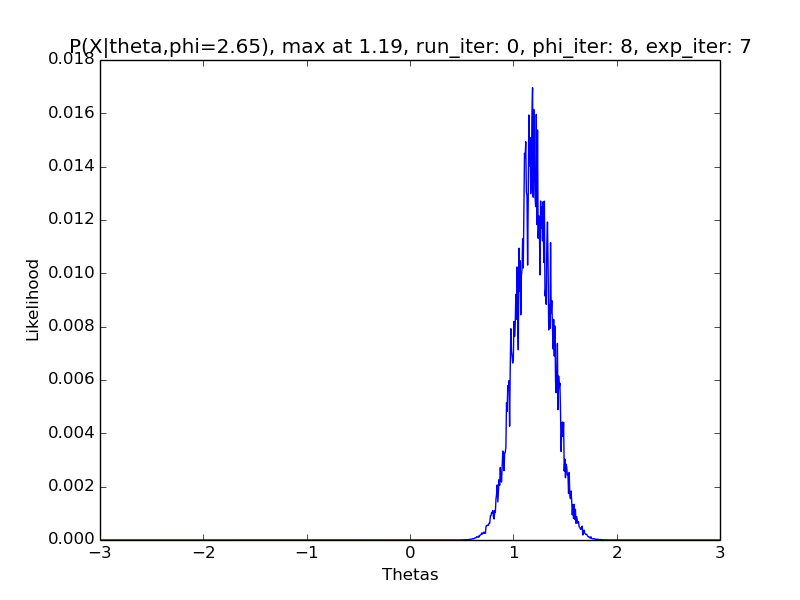 P(X|theta,phi=2.65), max at 1.19, run_iter: 0, phi_iter: 8, exp_iter: 7
0.018
0.016
0.014
0.012
0.010
0.008
0.006
0.004
0.002
0.000
Likelihood
−3 −2 −1 0 1 2 3
Thetas